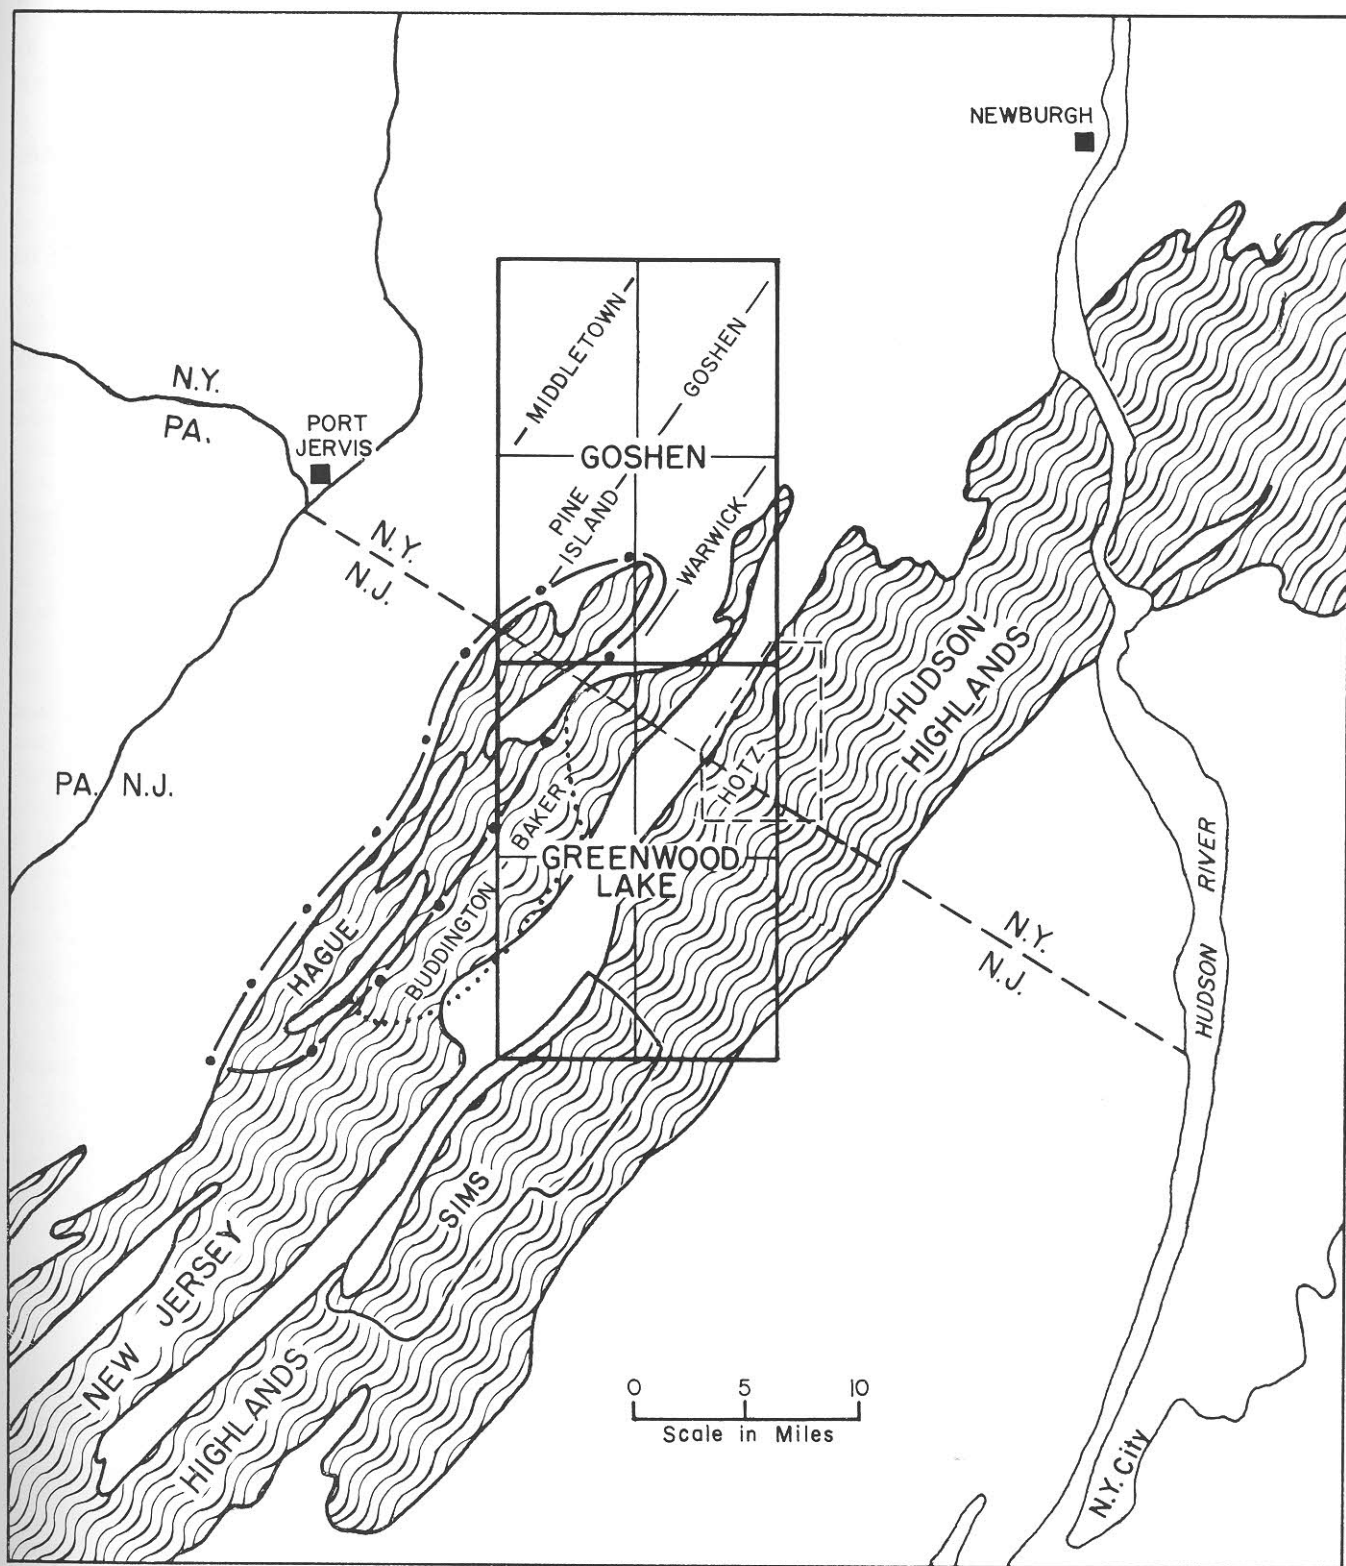 NEWBURGH
MIDDLETOWN
GOSHEN
N.Y.
PA.
PORT
JERVIS
GOSHEN
PINE
ISLAND
WARWICK
N.Y.
N.J.
HUDSON
HIGHLANDS
HOTZ
PA. N.J.
BAKER
GREENWOOD
LAKE
HUDSON RIVER
HAGUE
BUDDINGTON
N.Y.
N.J.
SIMS
NEW JERSEY
HIGHLANDS
0 5 10
Scale in Miles
N.Y. City